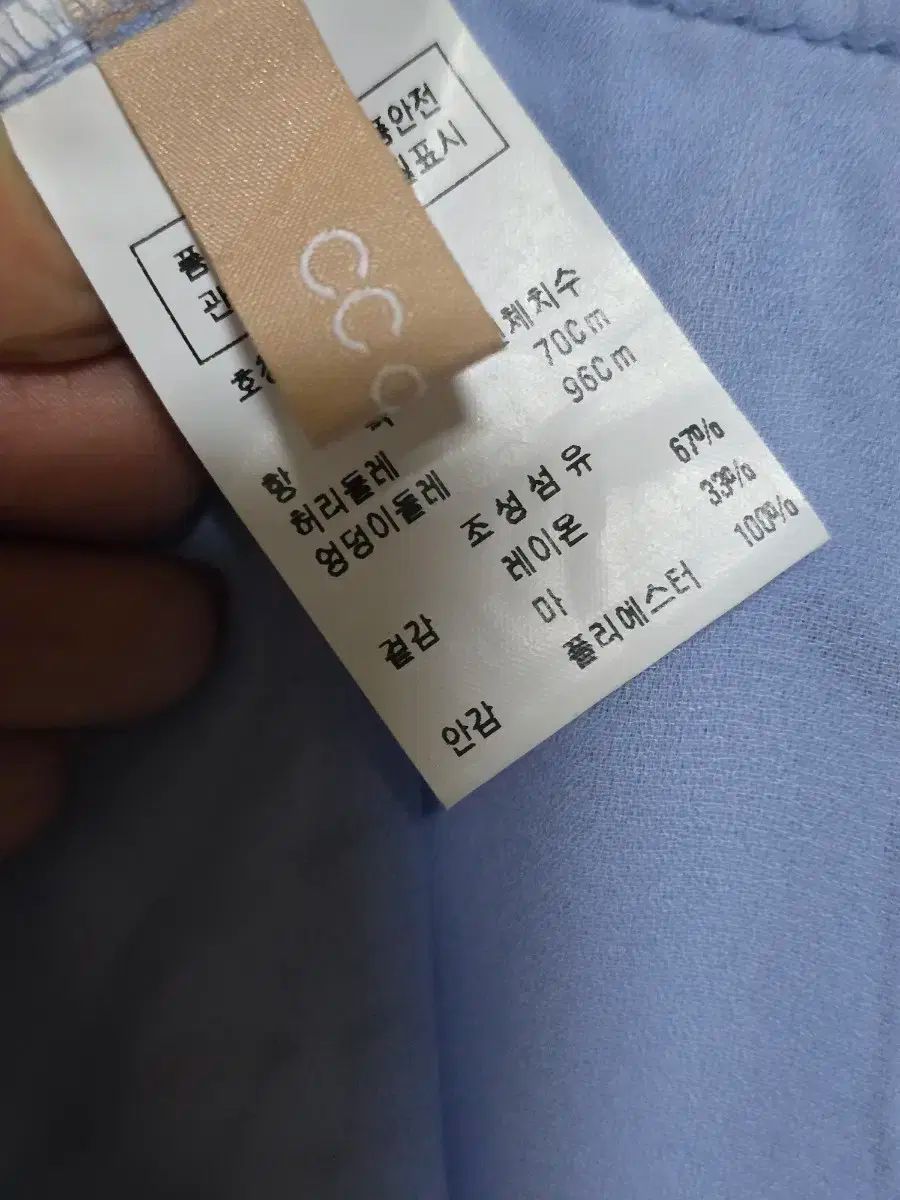 CC
품안전
표시
관
체치수
허리둘레 70Cm
엉덩이둘레 96Cm
조성섬유
겉감 레이온 67%
마 33%
안감 폴리에스터 100%